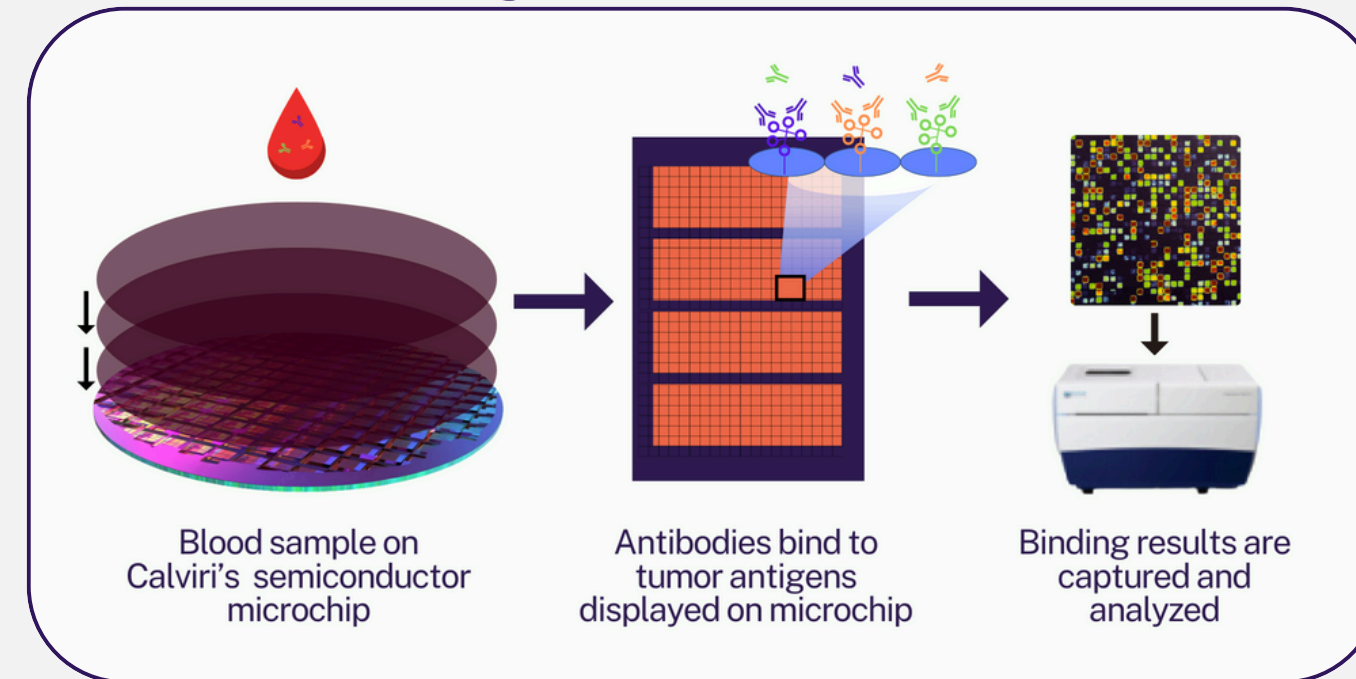 Blood sample on
Calviri's semiconductor
microchip
Antibodies bind to
tumor antigens
displayed on microchip
Binding results are
captured and
analyzed